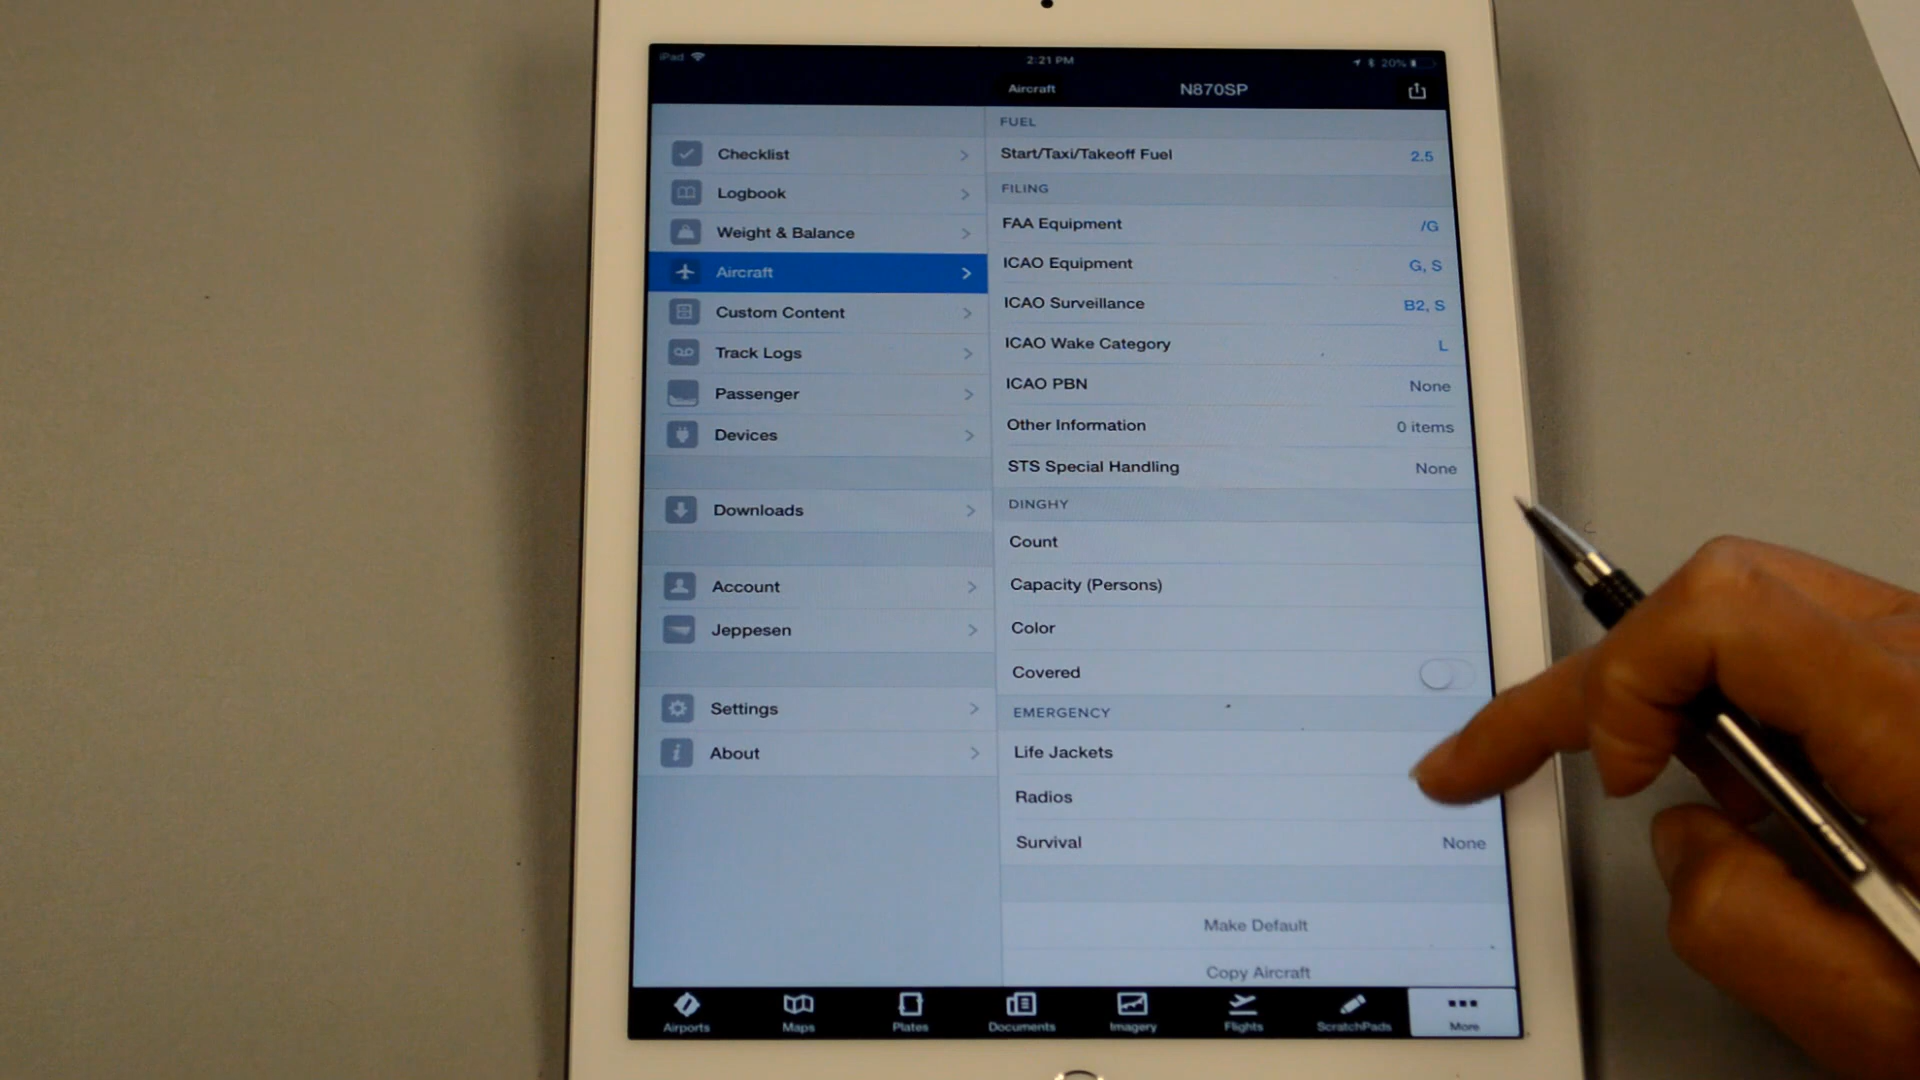 iPad 2:21 PM 20%
Aircraft N870SP
Checklist
Logbook
Weight & Balance
Aircraft
Custom Content
Track Logs
Passenger
Devices
Downloads
Account
Jeppesen
Settings
About
FUEL
Start/Taxi/Takeoff Fuel 2.5
FILING
FAA Equipment /G
ICAO Equipment G, S
ICAO Surveillance B2, S
ICAO Wake Category L
ICAO PBN None
Other Information 0 items
STS Special Handling None
DINGHY
Count
Capacity (Persons)
Color
Covered
EMERGENCY
Life Jackets
Radios
Survival None
Make Default
Copy Aircraft
Airports Maps Plates Documents Imagery Flights ScratchPads More